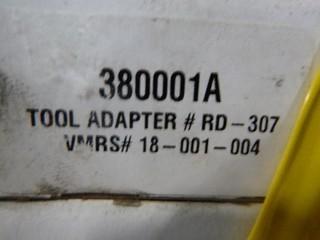 380001A
TOOL ADAPTER # RD-307
VMRS# 18-001-004